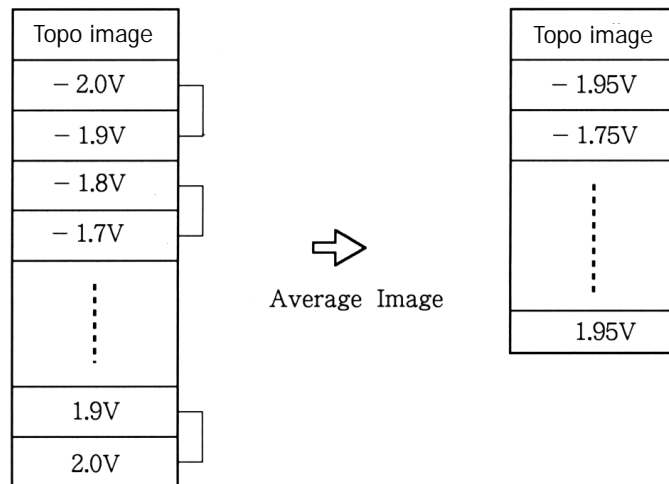 Topo image
− 2.0V
− 1.9V
− 1.8V
− 1.7V
1.9V
2.0V
Average Image
Topo image
− 1.95V
− 1.75V
1.95V